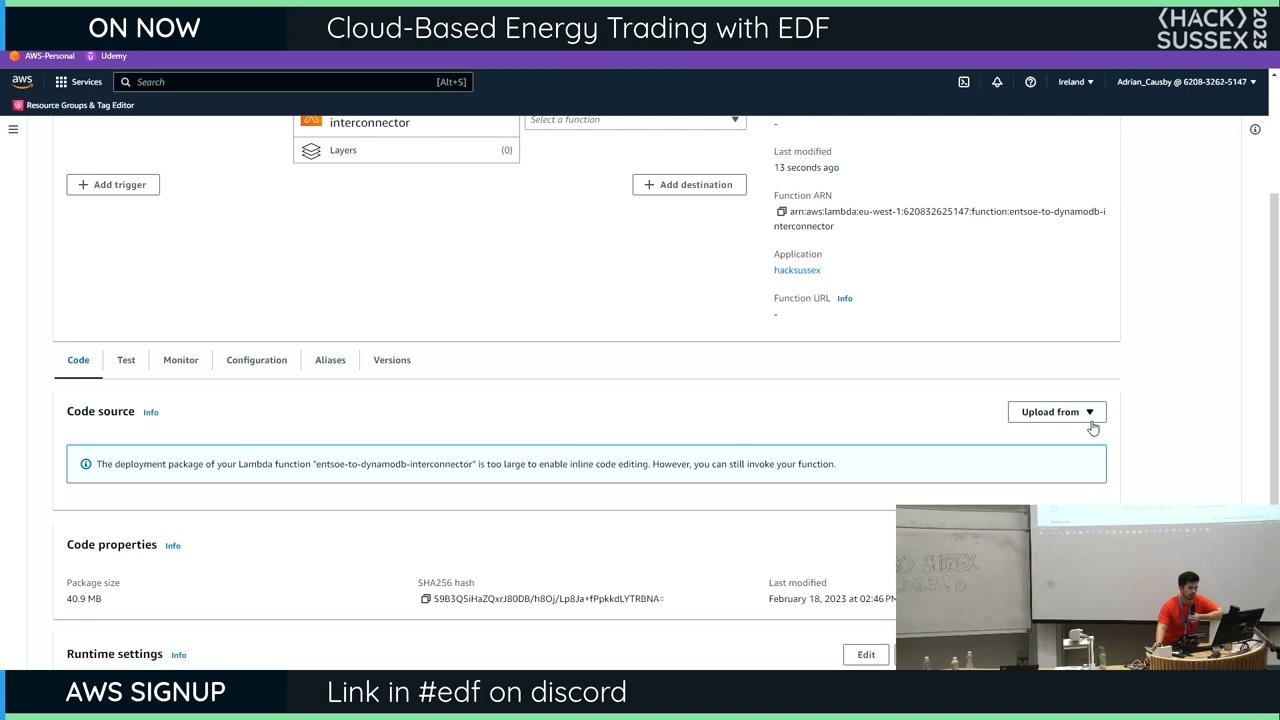 ON NOW
Cloud-Based Energy Trading with EDF
⟨HACK⟩
SUSSEX
2023
AWS-Personal
Udemy
aws
Services
Search
[Alt+S]
Ireland
Adrian_Causby @ 6208-3262-5147
Resource Groups & Tag Editor
interconnector
Select a function
Layers
(0)
-
Last modified
13 seconds ago
+ Add trigger
+ Add destination
Function ARN
arn:aws:lambda:eu-west-1:620832625147:function:entsoe-to-dynamodb-i
nterconnector
Application
hacksussex
Function URL Info
-
Code
Test
Monitor
Configuration
Aliases
Versions
Code source Info
Upload from
The deployment package of your Lambda function "entsoe-to-dynamodb-interconnector" is too large to enable inline code editing. However, you can still invoke your function.
Code properties Info
Package size
40.9 MB
SHA256 hash
S9B3Q5iHaZQxrJ80DB/h8Oj/Lp8Ja+fPpkkdLYTRBNA=
Last modified
February 18, 2023 at 02:46 PM
Runtime settings Info
Edit
SUSSEX
AWS SIGNUP
Link in #edf on discord